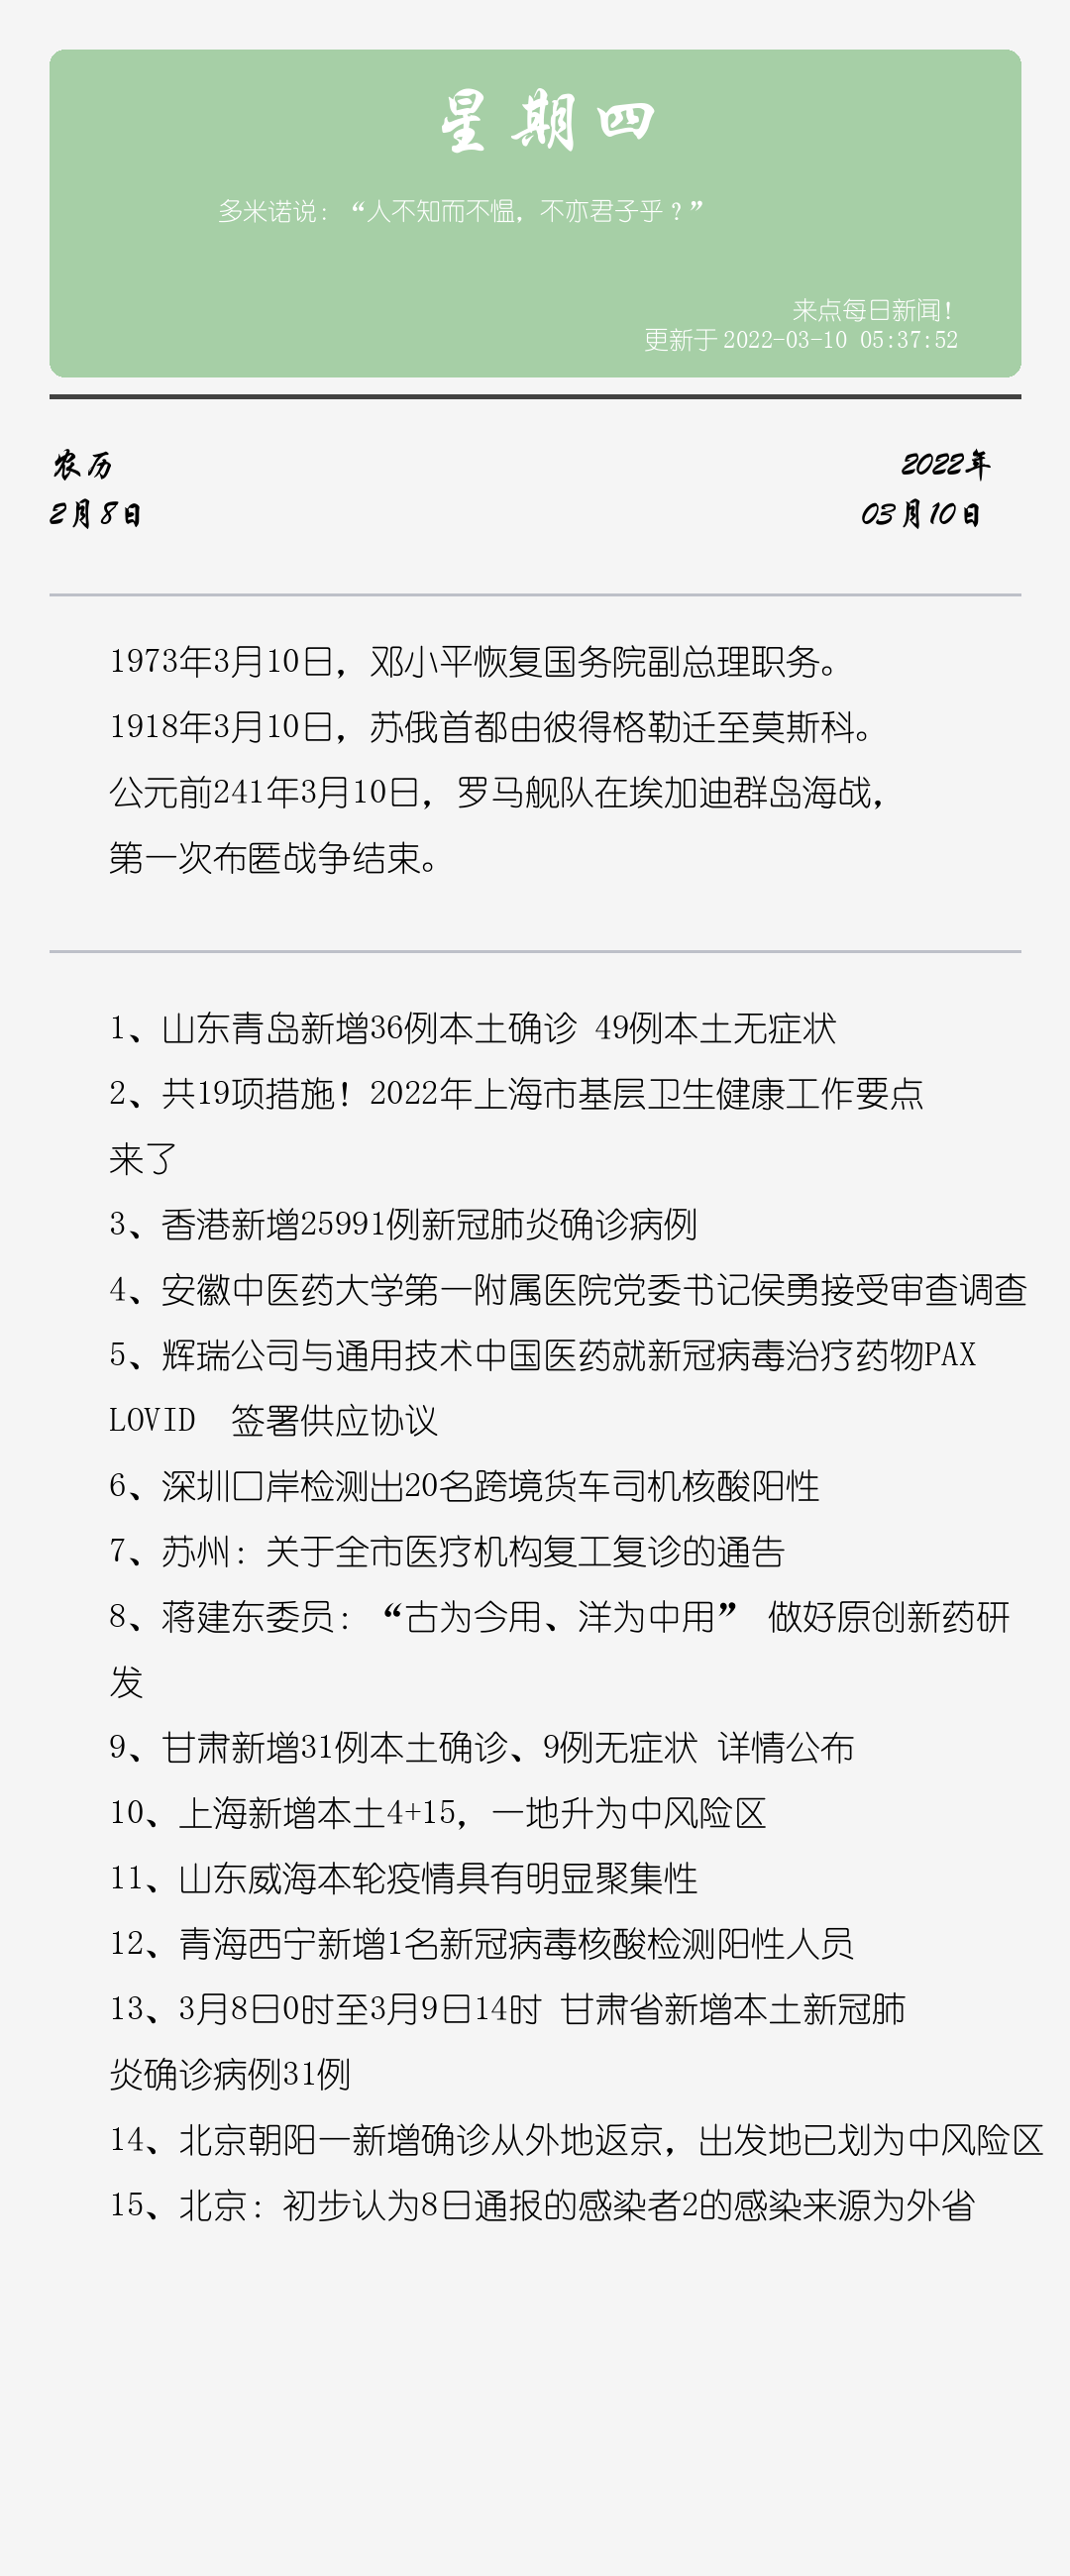 星期四
多米诺说：“人不知而不愠，不亦君子乎？”
来点每日新闻！
更新于 2022-03-10 05:37:52
农历
2022年
2月8日
03月10日
1973年3月10日，邓小平恢复国务院副总理职务。
1918年3月10日，苏俄首都由彼得格勒迁至莫斯科。
公元前241年3月10日，罗马舰队在埃加迪群岛海战，
第一次布匿战争结束。
1、山东青岛新增36例本土确诊 49例本土无症状
2、共19项措施！2022年上海市基层卫生健康工作要点
来了
3、香港新增25991例新冠肺炎确诊病例
4、安徽中医药大学第一附属医院党委书记侯勇接受审查调查
5、辉瑞公司与通用技术中国医药就新冠病毒治疗药物PAX
LOVID  签署供应协议
6、深圳口岸检测出20名跨境货车司机核酸阳性
7、苏州：关于全市医疗机构复工复诊的通告
8、蒋建东委员：“古为今用、洋为中用” 做好原创新药研
发
9、甘肃新增31例本土确诊、9例无症状 详情公布
10、上海新增本土4+15，一地升为中风险区
11、山东威海本轮疫情具有明显聚集性
12、青海西宁新增1名新冠病毒核酸检测阳性人员
13、3月8日0时至3月9日14时 甘肃省新增本土新冠肺
炎确诊病例31例
14、北京朝阳一新增确诊从外地返京，出发地已划为中风险区
15、北京：初步认为8日通报的感染者2的感染来源为外省